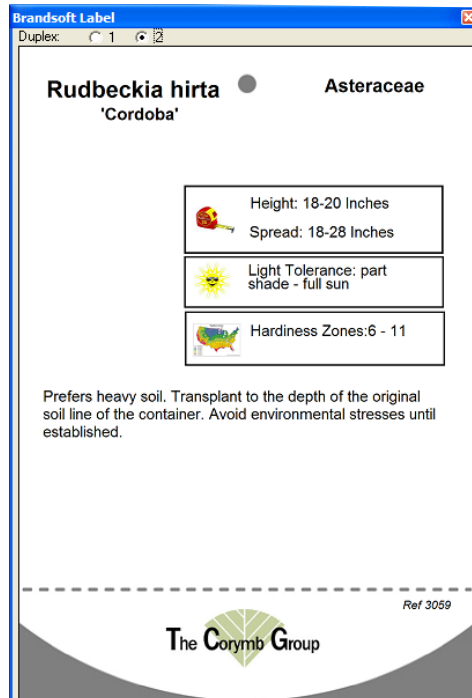 Brandsoft Label
Duplex: 1 2
Rudbeckia hirta
Asteraceae
'Cordoba'
Height: 18-20 Inches
Spread: 18-28 Inches
Light Tolerance: part
shade - full sun
Hardiness Zones:6 - 11
Prefers heavy soil. Transplant to the depth of the original
soil line of the container. Avoid environmental stresses until
established.
Ref 3059
The Corymb Group